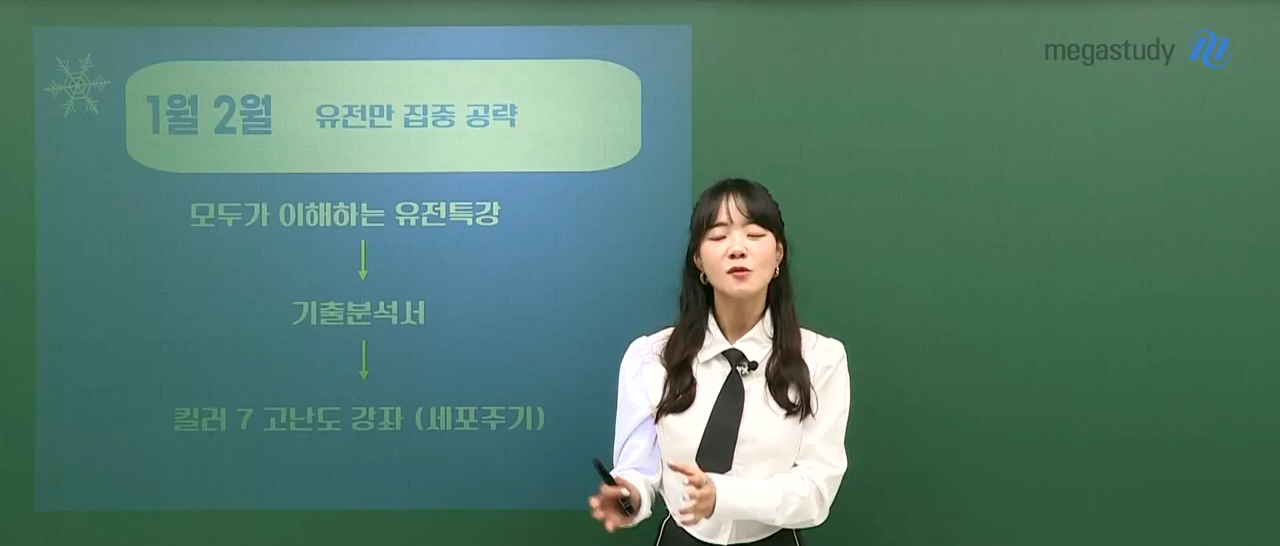 megastudy
1월 2월 유전만 집중 공략
모두가 이해하는 유전특강
기출분석서
킬러 7 고난도 강좌 (세포주기)